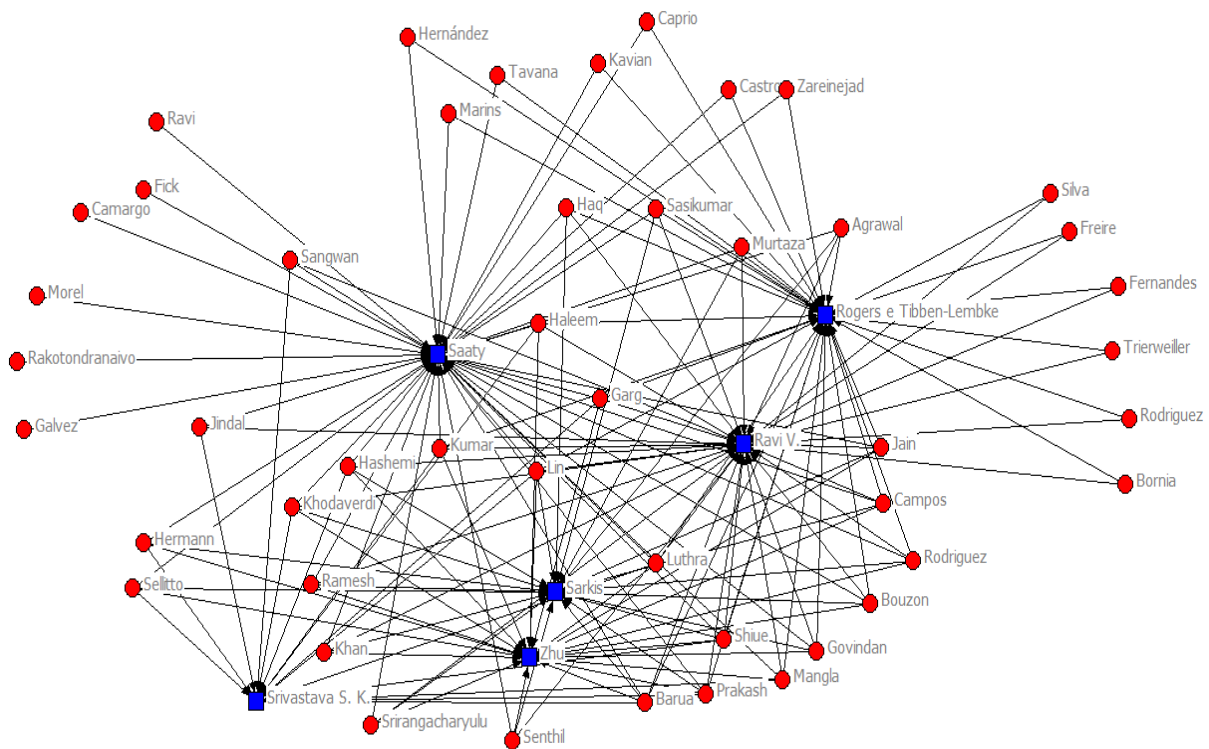 Caprio
Hernández
Kavian
Tavana
Castro
Zareinejad
Marins
Ravi
Fick
Silva
Camargo
Haq
Sasikumar
Agrawal
Freire
Murtaza
Sangwan
Fernandes
Morel
Rogers e Tibben-Lembke
Haleem
Trierweiller
Saaty
Rakotondranaivo
Garg
Rodriguez
Galvez
Jindal
Ravi V.
Kumar
Jain
Hashemi
Lin
Bornia
Khodaverdi
Campos
Hermann
Luthra
Rodriguez
Ramesh
Sellitto
Sarkis
Bouzon
Shiue
Khan
Zhu
Govindan
Mangla
Srivastava S. K.
Barua
Prakash
Srirangacharyulu
Senthil